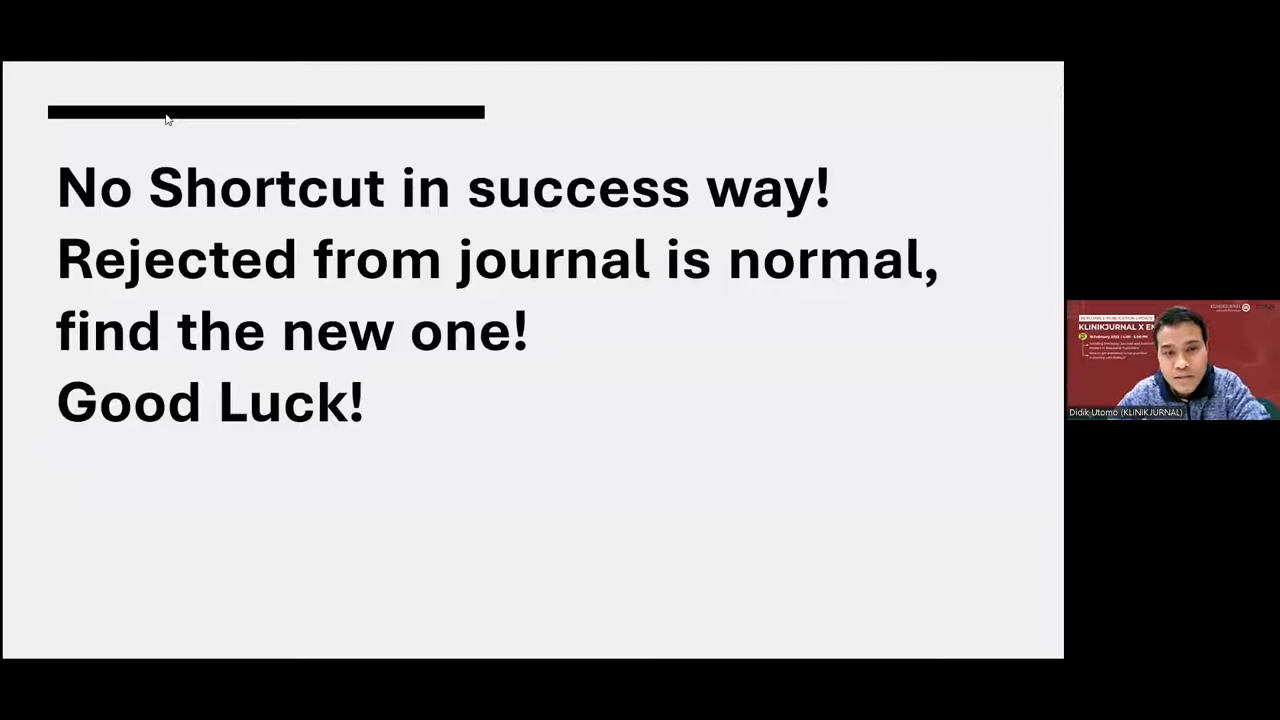 No Shortcut in success way!
Rejected from journal is normal,
find the new one!
Good Luck!
KLINIKJURNAL X EN
Didik Utomo (KLINIKJURNAL)